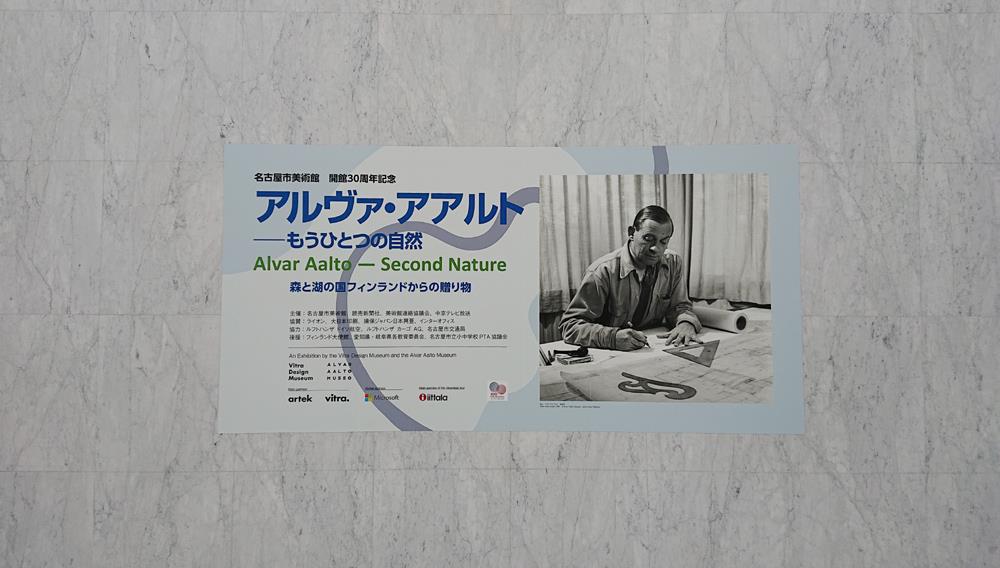 名古屋市美術館　開館30周年記念
アルヴァ・アアルト
──もうひとつの自然
Alvar Aalto — Second Nature
森と湖の国フィンランドからの贈り物
主催：名古屋市美術館、読売新聞社、美術館連絡協議会、中京テレビ放送
協賛：ライオン、大日本印刷、損保ジャパン日本興亜、インターオフィス
協力：ルフトハンザ ドイツ航空、ルフトハンザ カーゴ AG、名古屋市交通局
後援：フィンランド大使館、愛知県・岐阜県各教育委員会、名古屋市立小中学校 PTA 協議会
An Exhibition by the Vitra Design Museum and the Alvar Aalto Museum
Vitra
Design
Museum
ALVAR
AALTO
MUSEO
artek
vitra.
Microsoft
iittala